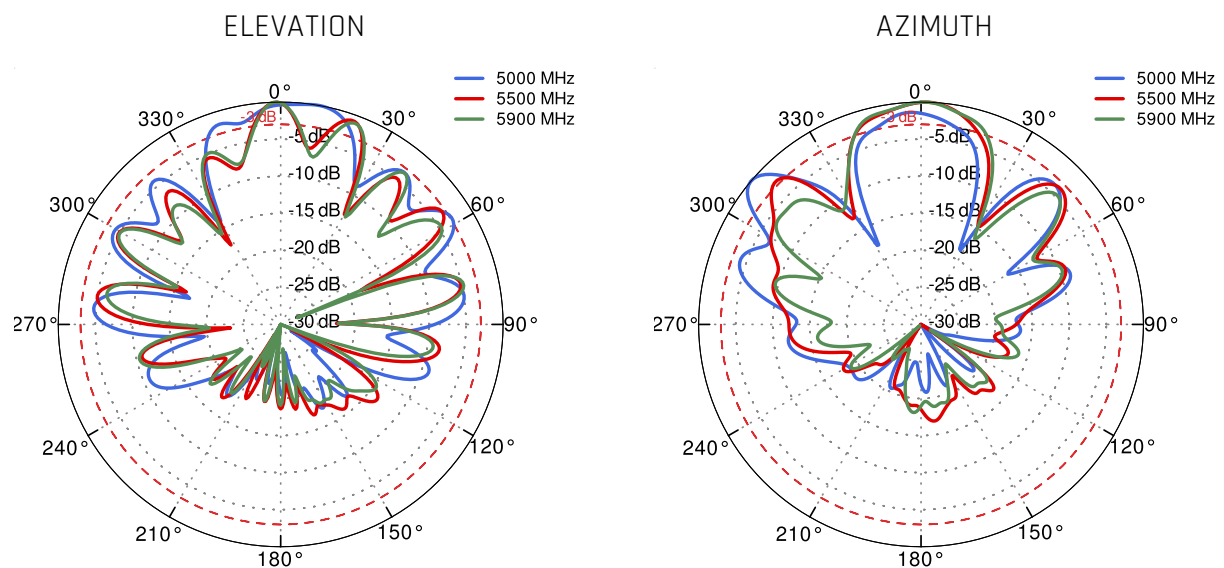 ELEVATION
5000 MHz
5500 MHz
5900 MHz
0°
330°
30°
-3 dB
-5 dB
-10 dB
300°
-15 dB
60°
-20 dB
-25 dB
270°
-30 dB
90°
240°
120°
210°
150°
180°
AZIMUTH
5000 MHz
5500 MHz
5900 MHz
0°
330°
30°
-3 dB
-5 dB
-10 dB
300°
-15 dB
60°
-20 dB
-25 dB
270°
-30 dB
90°
240°
120°
210°
150°
180°